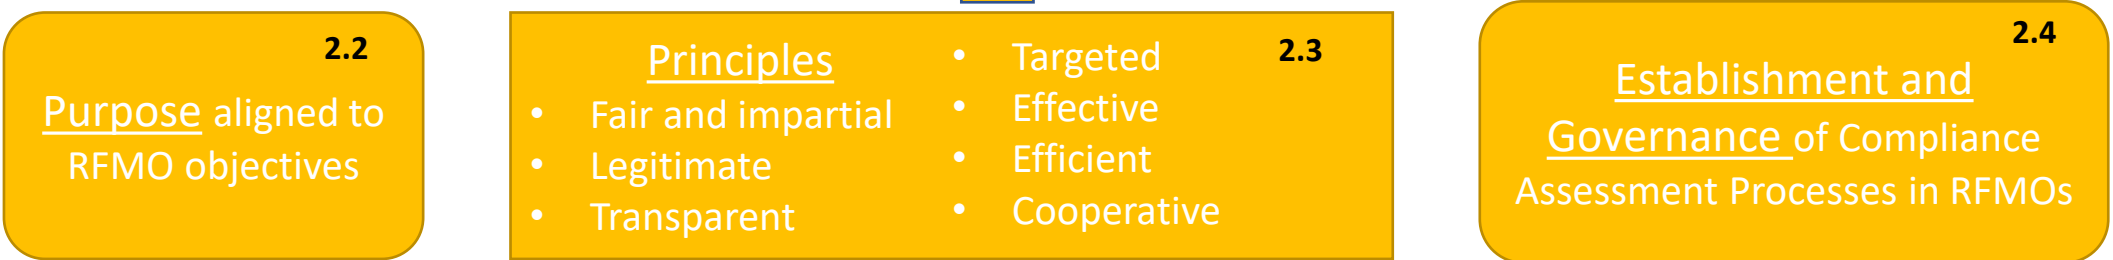 2.2
Purpose aligned to
RFMO objectives
Principles
• Fair and impartial
• Legitimate
• Transparent
• Targeted
• Effective
• Efficient
• Cooperative
2.3
2.4
Establishment and
Governance of Compliance
Assessment Processes in RFMOs